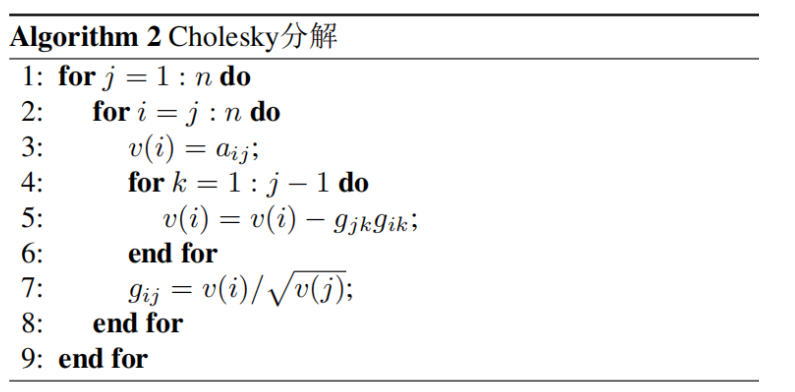 Algorithm 2 Cholesky分解
1: for j = 1 : n do
2: for i = j : n do
3: v(i) = a_{ij};
4: for k = 1 : j − 1 do
5: v(i) = v(i) − g_{jk}g_{ik};
6: end for
7: g_{ij} = v(i)/√v(j);
8: end for
9: end for